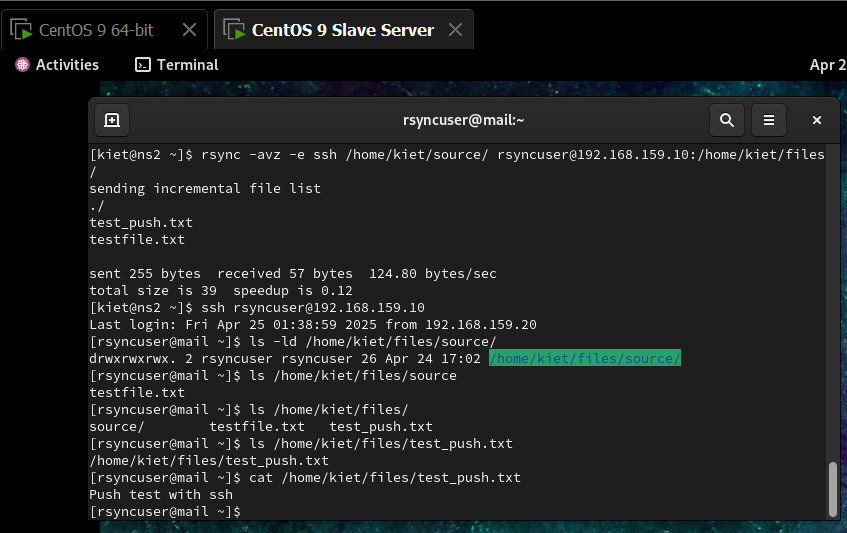 CentOS 9 64-bit
CentOS 9 Slave Server
Activities
Terminal
Apr 2
rsyncuser@mail:~
[kiet@ns2 ~]$ rsync -avz -e ssh /home/kiet/source/ rsyncuser@192.168.159.10:/home/kiet/files
/
sending incremental file list
./
test_push.txt
testfile.txt
sent 255 bytes  received 57 bytes  124.80 bytes/sec
total size is 39  speedup is 0.12
[kiet@ns2 ~]$ ssh rsyncuser@192.168.159.10
Last login: Fri Apr 25 01:38:59 2025 from 192.168.159.20
[rsyncuser@mail ~]$ ls -ld /home/kiet/files/source/
drwxrwxrwx. 2 rsyncuser rsyncuser 26 Apr 24 17:02 /home/kiet/files/source/
[rsyncuser@mail ~]$ ls /home/kiet/files/source
testfile.txt
[rsyncuser@mail ~]$ ls /home/kiet/files/
source/        testfile.txt   test_push.txt
[rsyncuser@mail ~]$ ls /home/kiet/files/test_push.txt
/home/kiet/files/test_push.txt
[rsyncuser@mail ~]$ cat /home/kiet/files/test_push.txt
Push test with ssh
[rsyncuser@mail ~]$